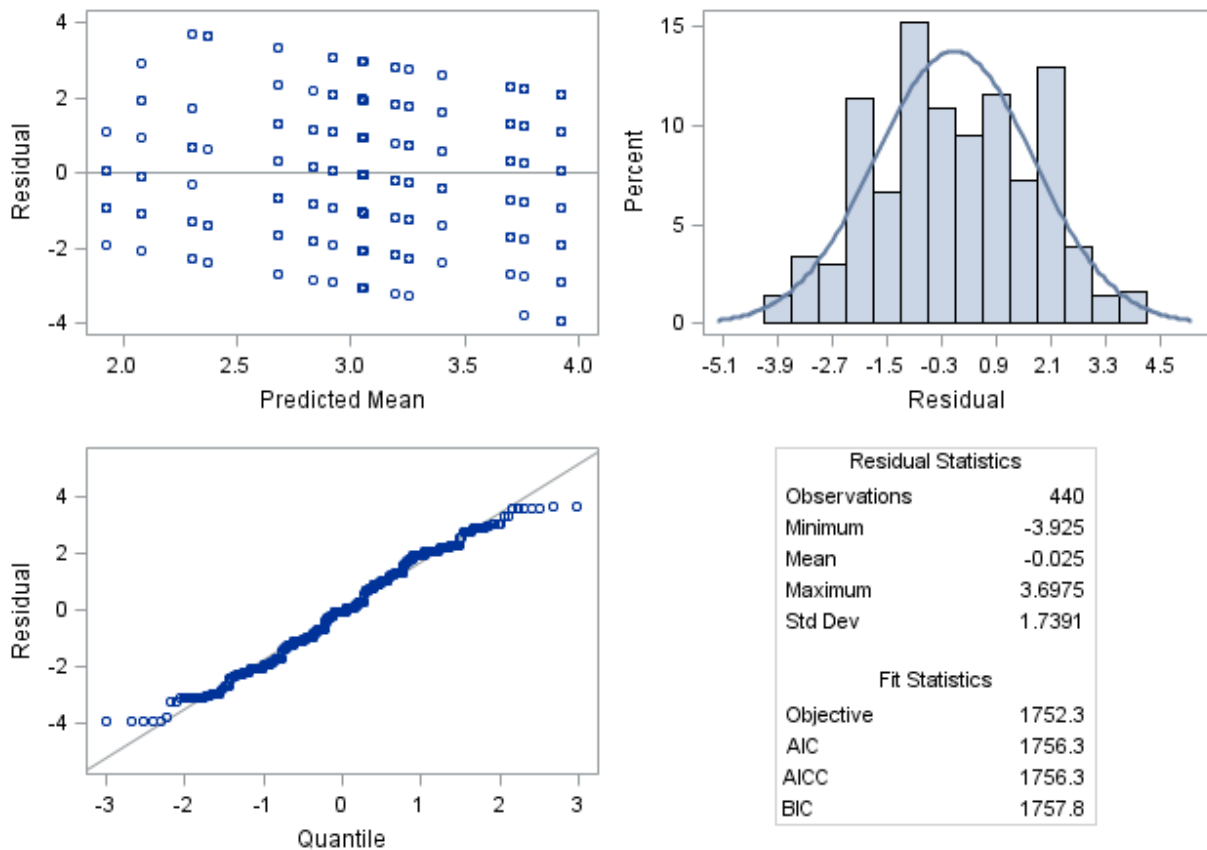 4
2
0
-2
-4
Residual
2.0 2.5 3.0 3.5 4.0
Predicted Mean
15
10
5
0
Percent
-5.1 -3.9 -2.7 -1.5 -0.3 0.9 2.1 3.3 4.5
Residual
4
2
0
-2
-4
Residual
-3 -2 -1 0 1 2 3
Quantile
Residual Statistics
Observations 440
Minimum -3.925
Mean -0.025
Maximum 3.6975
Std Dev 1.7391
Fit Statistics
Objective 1752.3
AIC 1756.3
AICC 1756.3
BIC 1757.8